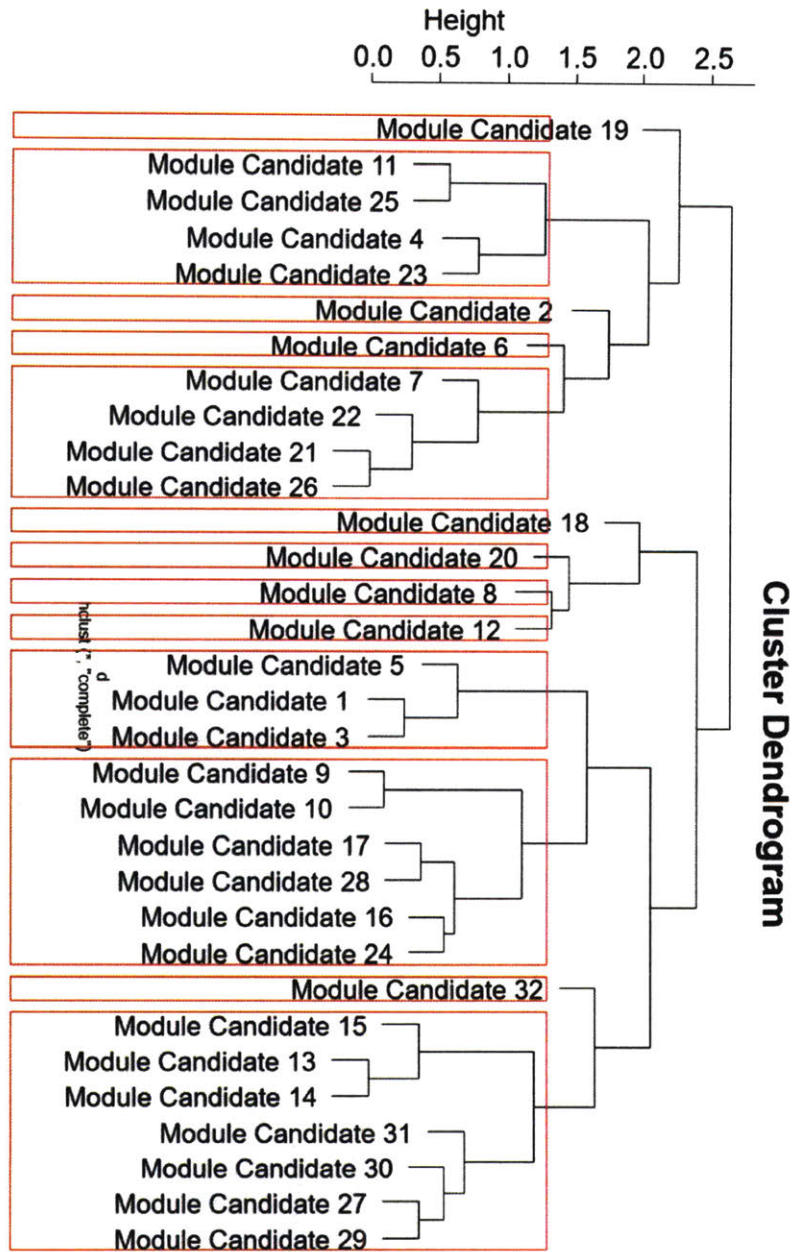 Height
0.0 0.5 1.0 1.5 2.0 2.5
Module Candidate 19
Module Candidate 11
Module Candidate 25
Module Candidate 4
Module Candidate 23
Module Candidate 2
Module Candidate 6
Module Candidate 7
Module Candidate 22
Module Candidate 21
Module Candidate 26
Module Candidate 18
Module Candidate 20
Module Candidate 8
Module Candidate 12
Module Candidate 5
Module Candidate 1
Module Candidate 3
Module Candidate 9
Module Candidate 10
Module Candidate 17
Module Candidate 28
Module Candidate 16
Module Candidate 24
Module Candidate 32
Module Candidate 15
Module Candidate 13
Module Candidate 14
Module Candidate 31
Module Candidate 30
Module Candidate 27
Module Candidate 29
Cluster Dendrogram
d
hclust (*, "complete")